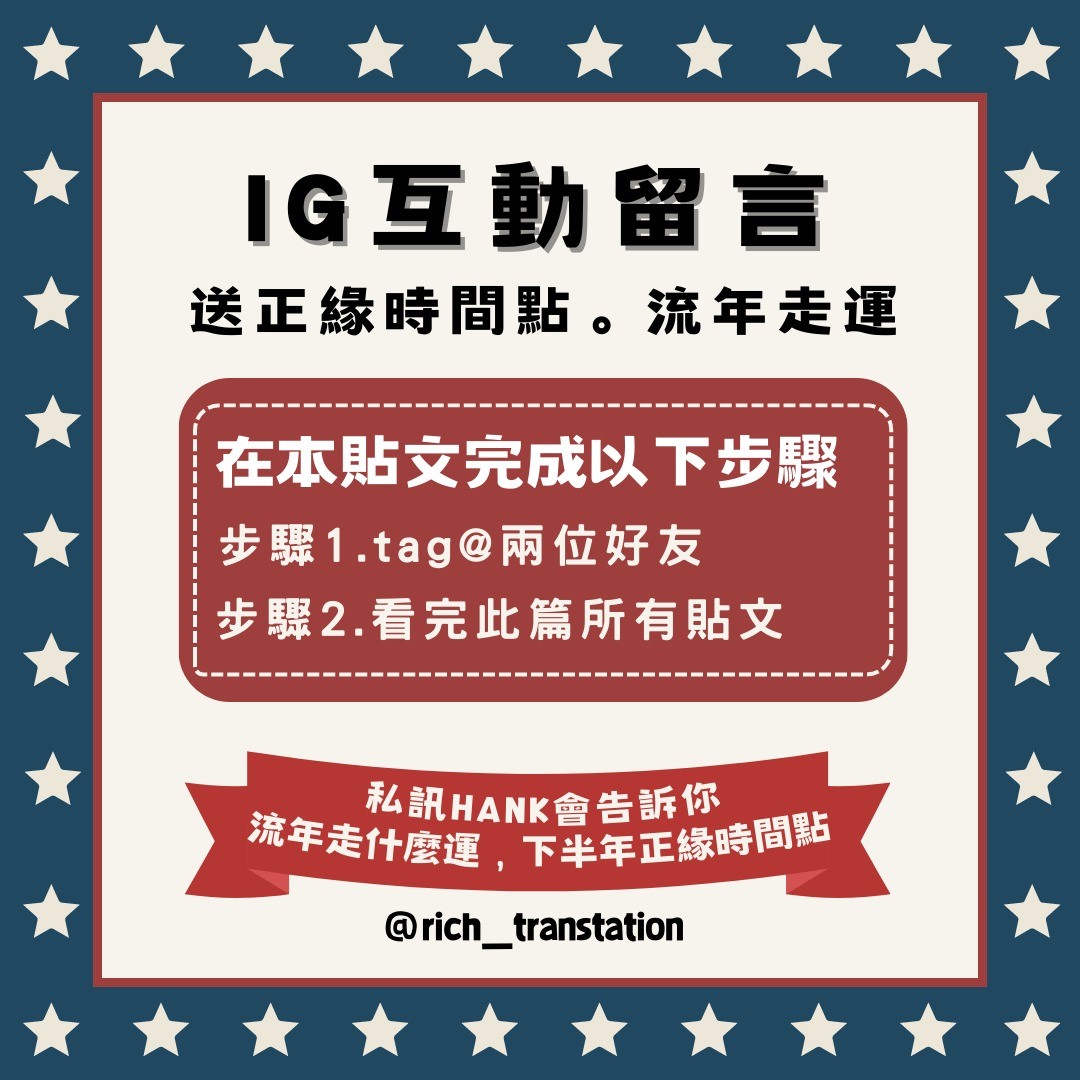 IG互動留言
送正緣時間點。流年走運
在本貼文完成以下步驟
步驟1.tag@兩位好友
步驟2.看完此篇所有貼文
私訊HANK會告訴你
流年走什麼運，下半年正緣時間點
@rich__transtation